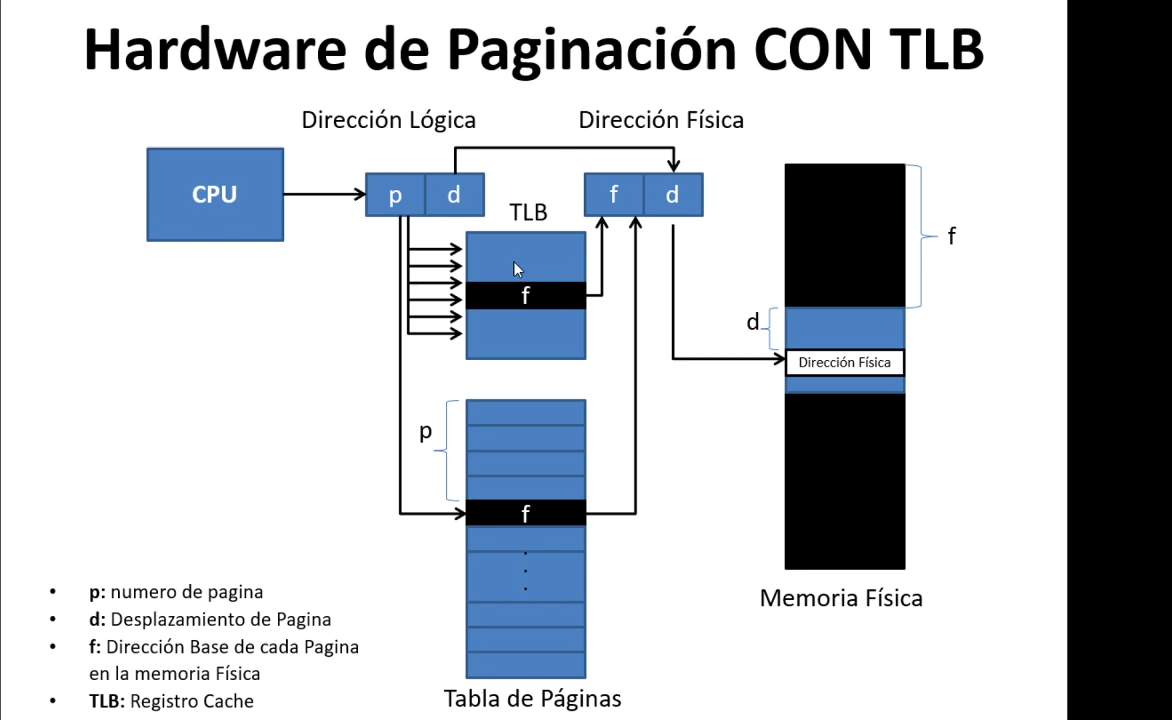 Hardware de Paginación CON TLB
Dirección Lógica
Dirección Física
CPU
p
d
f
d
TLB
f
f
d
Dirección Física
p
f
.
.
.
Memoria Física
Tabla de Páginas
• p: numero de pagina
• d: Desplazamiento de Pagina
• f: Dirección Base de cada Pagina
en la memoria Física
• TLB: Registro Cache